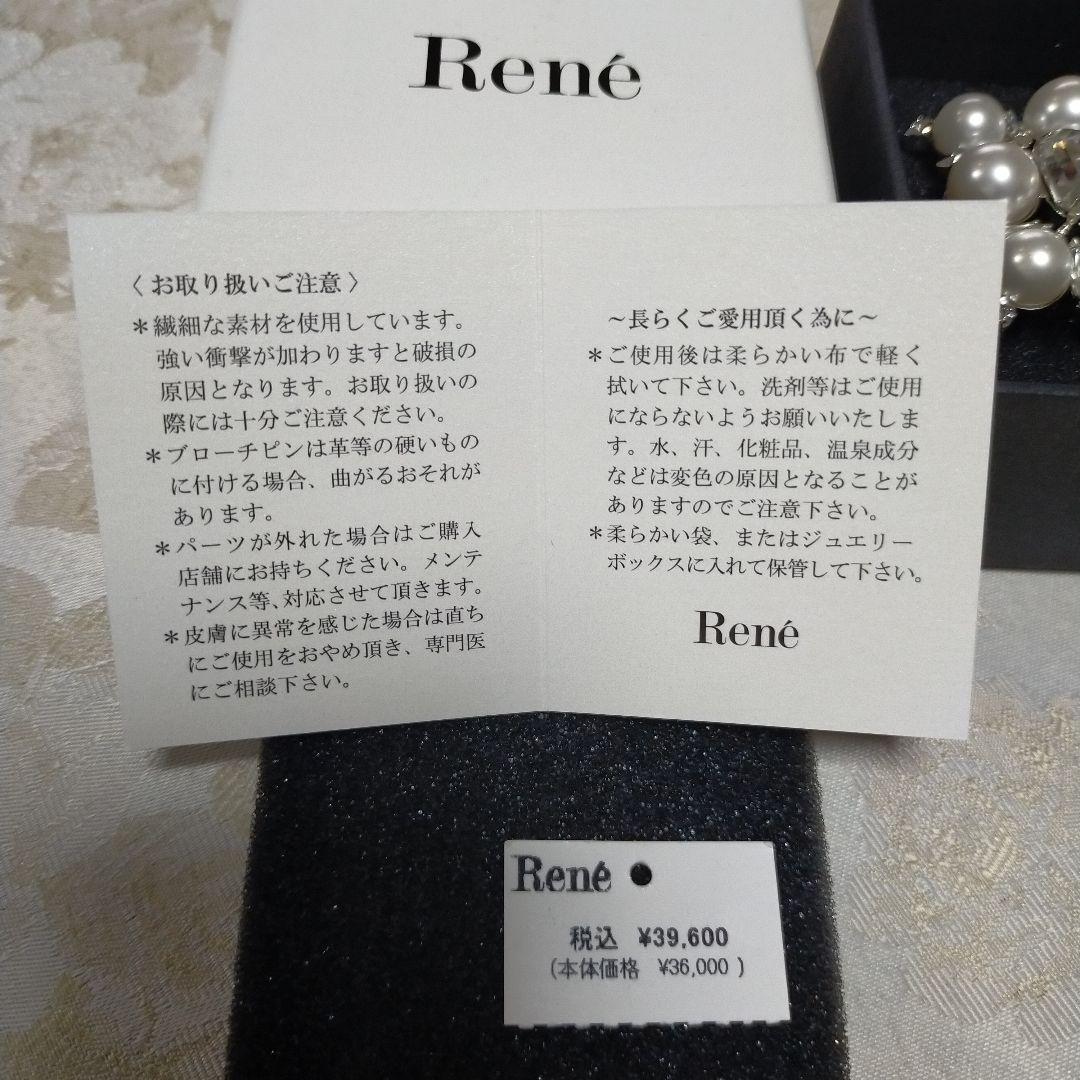 René
〈 お取り扱いご注意 〉
＊繊細な素材を使用しています。
強い衝撃が加わりますと破損の
原因となります。お取り扱いの
際には十分ご注意ください。
＊ブローチピンは革等の硬いもの
に付ける場合、曲がるおそれが
あります。
＊パーツが外れた場合はご購入
店舗にお持ちください。メンテ
ナンス等、対応させて頂きます。
＊皮膚に異常を感じた場合は直ち
にご使用をおやめ頂き、専門医
にご相談下さい。
～長らくご愛用頂く為に～
＊ご使用後は柔らかい布で軽く
拭いて下さい。洗剤等はご使用
にならないようお願いいたしま
す。水、汗、化粧品、温泉成分
などは変色の原因となることが
ありますのでご注意下さい。
＊柔らかい袋、またはジュエリー
ボックスに入れて保管して下さい。
René
René
税込 ¥39,600
(本体価格 ¥36,000 )